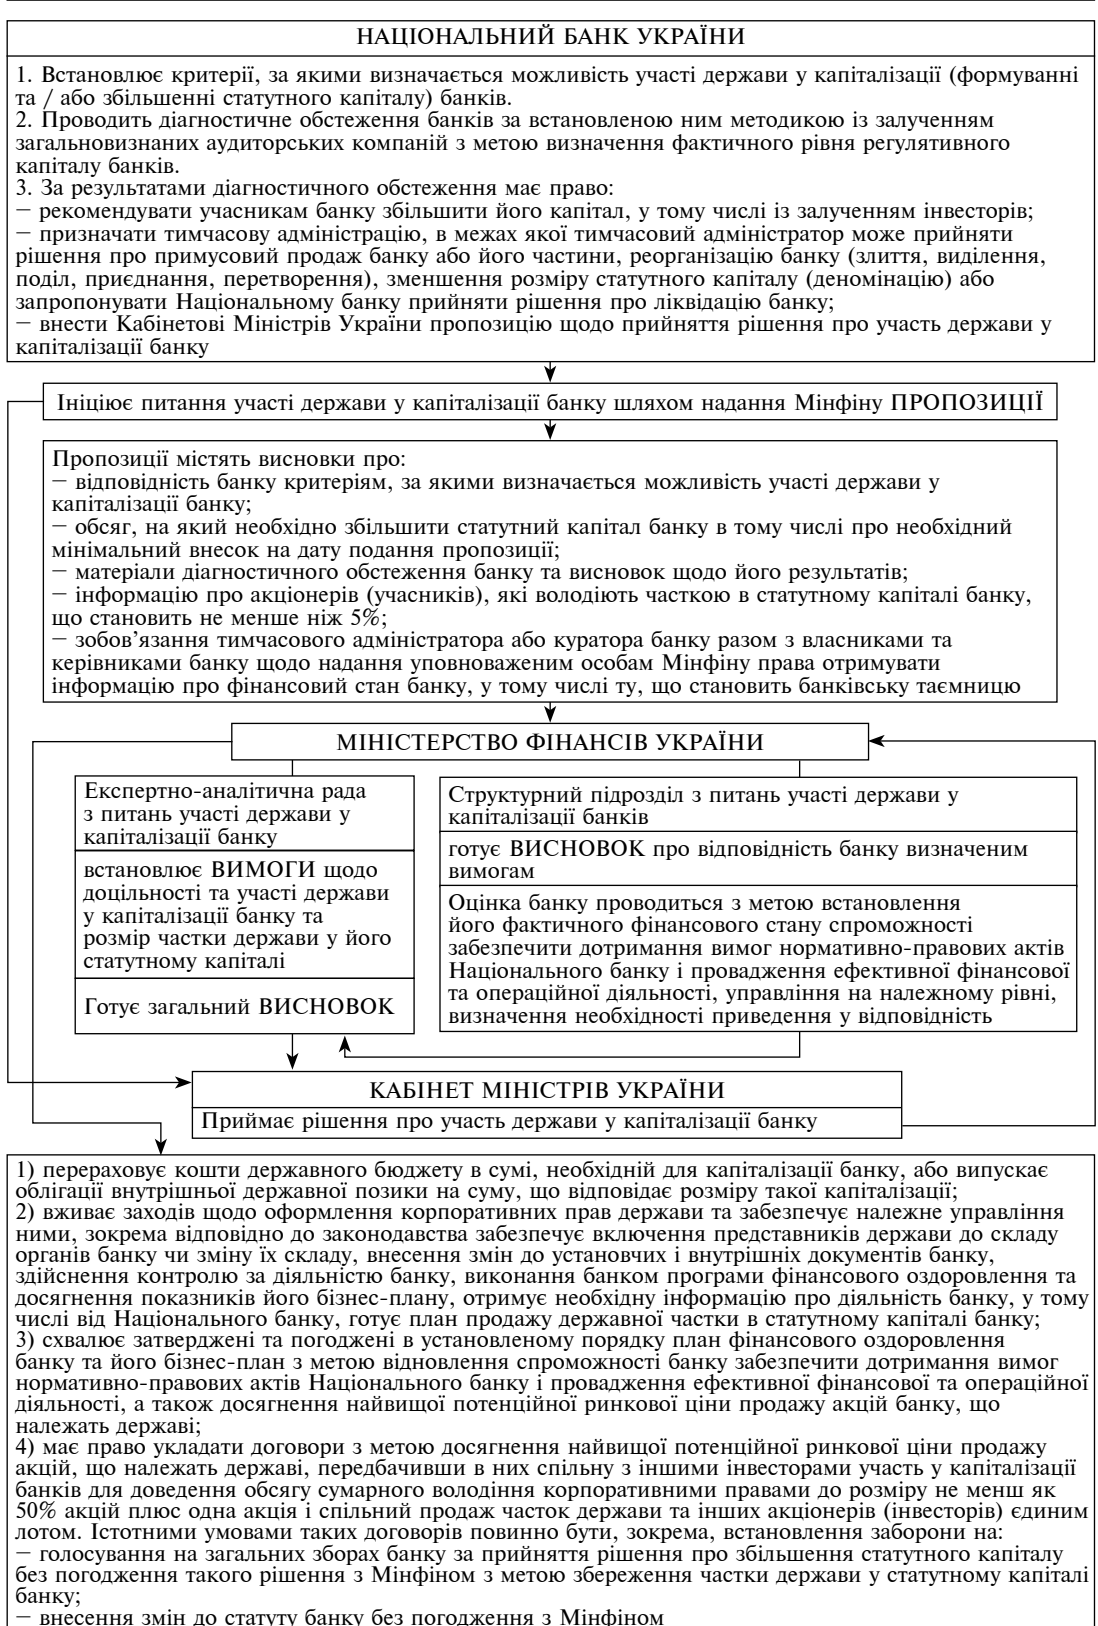 НАЦІОНАЛЬНИЙ БАНК УКРАЇНИ
1. Встановлює критерії, за якими визначається можливість участі держави у капіталізації (формуванні
та / або збільшенні статутного капіталу) банків.
2. Проводить діагностичне обстеження банків за встановленою ним методикою із залученням
загальновизнаних аудиторських компаній з метою визначення фактичного рівня регулятивного
капіталу банків.
3. За результатами діагностичного обстеження має право:
− рекомендувати учасникам банку збільшити його капітал, у тому числі із залученням інвесторів;
− призначати тимчасову адміністрацію, в межах якої тимчасовий адміністратор може прийняти
рішення про примусовий продаж банку або його частини, реорганізацію банку (злиття, виділення,
поділ, приєднання, перетворення), зменшення розміру статутного капіталу (деномінацію) або
запропонувати Національному банку прийняти рішення про ліквідацію банку;
− внести Кабінетові Міністрів України пропозицію щодо прийняття рішення про участь держави у
капіталізації банку
Ініціює питання участі держави у капіталізації банку шляхом надання Мінфіну ПРОПОЗИЦІЇ
Пропозиції містять висновки про:
− відповідність банку критеріям, за якими визначається можливість участі держави у
капіталізації банку;
− обсяг, на який необхідно збільшити статутний капітал банку в тому числі про необхідний
мінімальний внесок на дату подання пропозиції;
− матеріали діагностичного обстеження банку та висновок щодо його результатів;
− інформацію про акціонерів (учасників), які володіють часткою в статутному капіталі банку,
що становить не менше ніж 5%;
− зобов'язання тимчасового адміністратора або куратора банку разом з власниками та
керівниками банку щодо надання уповноваженим особам Мінфіну права отримувати
інформацію про фінансовий стан банку, у тому числі ту, що становить банківську таємницю
МІНІСТЕРСТВО ФІНАНСІВ УКРАЇНИ
Експертно-аналітична рада
з питань участі держави у
капіталізації банку
встановлює ВИМОГИ щодо
доцільності та участі держави
у капіталізації банку та
розмір частки держави у його
статутному капіталі
Готує загальний ВИСНОВОК
Структурний підрозділ з питань участі держави у
капіталізації банків
готує ВИСНОВОК про відповідність банку визначеним
вимогам
Оцінка банку проводиться з метою встановлення
його фактичного фінансового стану спроможності
забезпечити дотримання вимог нормативно-правових актів
Національного банку і провадження ефективної фінансової
та операційної діяльності, управління на належному рівні,
визначення необхідності приведення у відповідність
КАБІНЕТ МІНІСТРІВ УКРАЇНИ
Приймає рішення про участь держави у капіталізації банку
1) перераховує кошти державного бюджету в сумі, необхідній для капіталізації банку, або випускає
облігації внутрішньої державної позики на суму, що відповідає розміру такої капіталізації;
2) вживає заходів щодо оформлення корпоративних прав держави та забезпечує належне управління
ними, зокрема відповідно до законодавства забезпечує включення представників держави до складу
органів банку чи зміну їх складу, внесення змін до установчих і внутрішніх документів банку,
здійснення контролю за діяльністю банку, виконання банком програми фінансового оздоровлення та
досягнення показників його бізнес-плану, отримує необхідну інформацію про діяльність банку, у тому
числі від Національного банку, готує план продажу державної частки в статутному капіталі банку;
3) схвалює затверджені та погоджені в установленому порядку план фінансового оздоровлення
банку та його бізнес-план з метою відновлення спроможності банку забезпечити дотримання вимог
нормативно-правових актів Національного банку і провадження ефективної фінансової та операційної
діяльності, а також досягнення найвищої потенційної ринкової ціни продажу акцій банку, що
належать державі;
4) має право укладати договори з метою досягнення найвищої потенційної ринкової ціни продажу
акцій, що належать державі, передбачивши в них спільну з іншими інвесторами участь у капіталізації
банків для доведення обсягу сумарного володіння корпоративними правами до розміру не менш як
50% акцій плюс одна акція і спільний продаж часток держави та інших акціонерів (інвесторів) єдиним
лотом. Істотними умовами таких договорів повинно бути, зокрема, встановлення заборони на:
− голосування на загальних зборах банку за прийняття рішення про збільшення статутного капіталу
без погодження такого рішення з Мінфіном з метою збереження частки держави у статутному капіталі
банку;
− внесення змін до статуту банку без погодження з Мінфіном